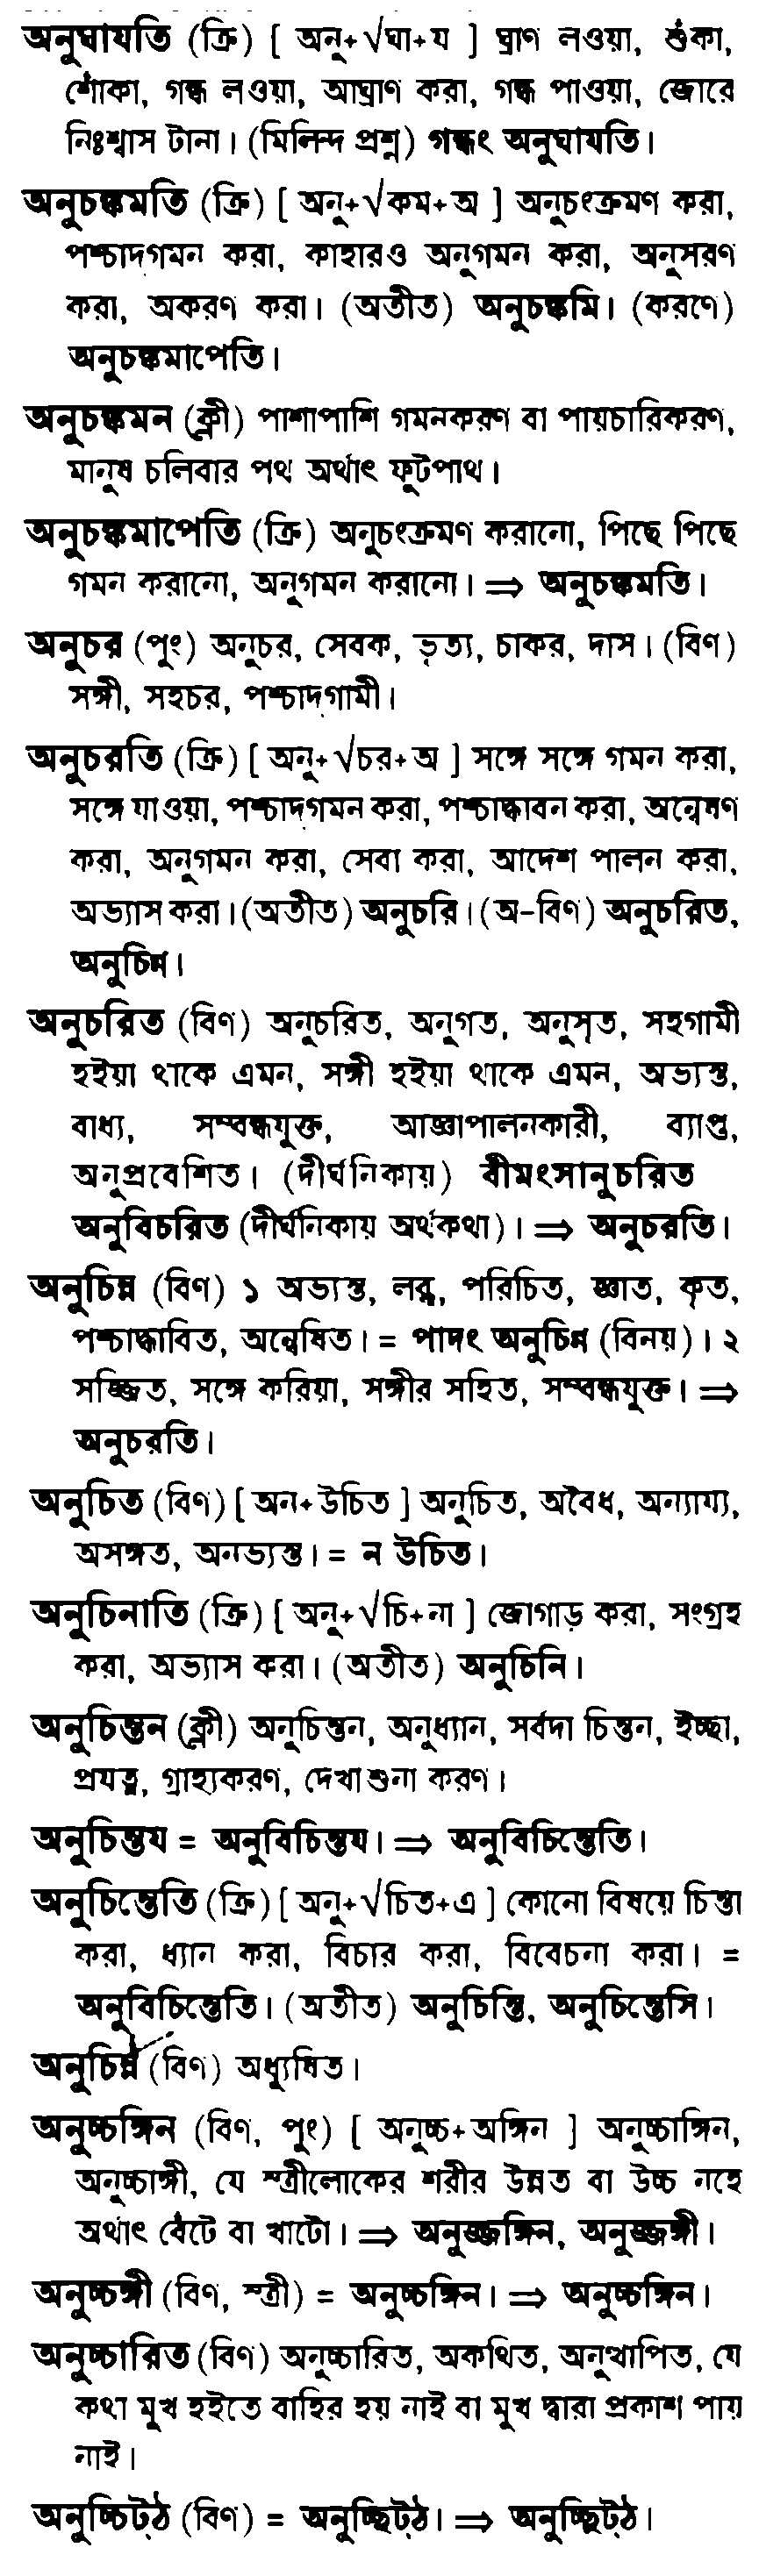 অনুঘাযতি (ক্রি) [ অনু+√ঘা+য ] ঘ্রাণ লওয়া, শুঁকা,
শোঁকা, গন্ধ লওয়া, আঘ্রাণ করা, গন্ধ পাওয়া, জোরে
নিঃশ্বাস টানা। (মিলিন্দ প্রশ্ন) গন্ধং অনুঘাযতি।
অনুচঙ্কমতি (ক্রি) [ অনু+√কম+অ ] অনুচংক্রমণ করা,
পশ্চাদগমন করা, কাহারও অনুগমন করা, অনুসরণ
করা, অকরণ করা। (অতীত) অনুচঙ্কমি। (করণে)
অনুচঙ্কমাপেতি।
অনুচঙ্কমন (ক্লী) পাশাপাশি গমনকরণ বা পায়চারিকরণ,
মানুষ চলিবার পথ অর্থাৎ ফুটপাথ।
অনুচঙ্কমাপেতি (ক্রি) অনুচংক্রমণ করানো, পিছে পিছে
গমন করানো, অনুগমন করানো। ⇒ অনুচঙ্কমতি।
অনুচর (পুং) অনুচর, সেবক, ভৃত্য, চাকর, দাস। (বিণ)
সঙ্গী, সহচর, পশ্চাদগামী।
অনুচরতি (ক্রি) [ অনু+√চর+অ ] সঙ্গে সঙ্গে গমন করা,
সঙ্গে যাওয়া, পশ্চাদগমন করা, পশ্চাদ্ধাবন করা, অন্বেষণ
করা, অনুগমন করা, সেবা করা, আদেশ পালন করা,
অভ্যাস করা। (অতীত) অনুচরি। (অ-বিণ) অনুচরিত,
অনুচিন্ন।
অনুচরিত (বিণ) অনুচরিত, অনুগত, অনুসৃত, সহগামী
হইয়া থাকে এমন, সঙ্গী হইয়া থাকে এমন, অভ্যস্ত,
বাধ্য, সম্বন্ধযুক্ত, আজ্ঞাপালনকারী, ব্যাপ্ত,
অনুপ্রবেশিত। (দীর্ঘনিকায়) বীমংসানুচরিত
অনুবিচরিত (দীর্ঘনিকায় অর্থকথা)। ⇒ অনুচরতি।
অনুচিন্ন (বিণ) ১ অভ্যস্ত, লব্ধ, পরিচিত, জ্ঞাত, কৃত,
পশ্চাদ্ধাবিত, অন্বেষিত। = পাদং অনুচিন্ন (বিনয়)। ২
সজ্জিত, সঙ্গে করিয়া, সঙ্গীর সহিত, সম্বন্ধযুক্ত। ⇒
অনুচরতি।
অনুচিত (বিণ) [ অন+উচিত ] অনুচিত, অবৈধ, অন্যায্য,
অসঙ্গত, অনভ্যস্ত। = ন উচিত।
অনুচিনাতি (ক্রি) [ অনু+√চি+না ] জোগাড় করা, সংগ্রহ
করা, অভ্যাস করা। (অতীত) অনুচিনি।
অনুচিন্তন (ক্লী) অনুচিন্তন, অনুধ্যান, সর্বদা চিন্তন, ইচ্ছা,
প্রযত্ন, গ্রাহ্যকরণ, দেখাশুনা করণ।
অনুচিন্তয = অনুবিচিন্তয। ⇒ অনুবিচিন্তেতি।
অনুচিন্তেতি (ক্রি) [ অনু+√চিত+এ ] কোনো বিষয়ে চিন্তা
করা, ধ্যান করা, বিচার করা, বিবেচনা করা। =
অনুবিচিন্তেতি। (অতীত) অনুচিন্তি, অনুচিন্তেসি।
অনুচিন্ন (বিণ) অধ্যুষিত।
অনুচ্চঙ্গিন (বিণ, পুং) [ অনুচ্চ+অঙ্গিন ] অনুচ্চাঙ্গিন,
অনুচ্চাঙ্গী, যে স্ত্রীলোকের শরীর উন্নত বা উচ্চ নহে
অর্থাৎ বেঁটে বা খাটো। ⇒ অনুজ্জঙ্গিন, অনুজ্জঙ্গী।
অনুচ্চঙ্গী (বিণ, স্ত্রী) = অনুচ্চঙ্গিন। ⇒ অনুচ্চঙ্গিন।
অনুচ্চারিত (বিণ) অনুচ্চারিত, অকথিত, অনুত্থাপিত, যে
কথা মুখ হইতে বাহির হয় নাই বা মুখ দ্বারা প্রকাশ পায়
নাই।
অনুচ্চিট্ঠ (বিণ) = অনুচ্ছিট্ঠ। ⇒ অনুচ্ছিট্ঠ।